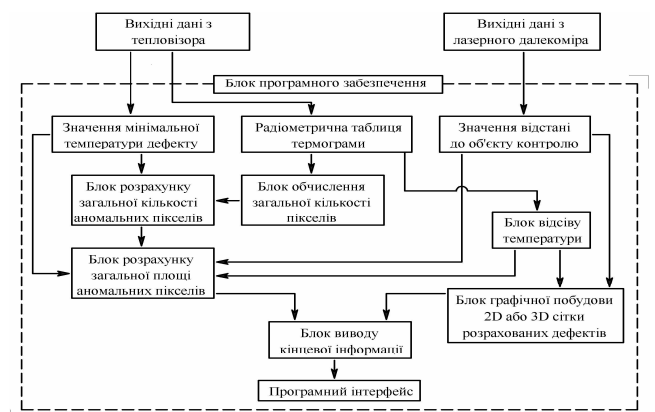 Вихідні дані з
тепловізора
Вихідні дані з
лазерного далекоміра
Блок програмного забезпечення
Значення мінімальної
температури дефекту
Радіометрична таблиця
термограми
Значення відстані
до об'єкту контролю
Блок розрахунку
загальної кількості
аномальних пікселів
Блок обчислення
загальної кількості
пікселів
Блок відсіву
температури
Блок розрахунку
загальної площі
аномальних пікселів
Блок графічної побудови
2D або 3D сітки
розрахованих дефектів
Блок виводу
кінцевої інформації
Програмний інтерфейс